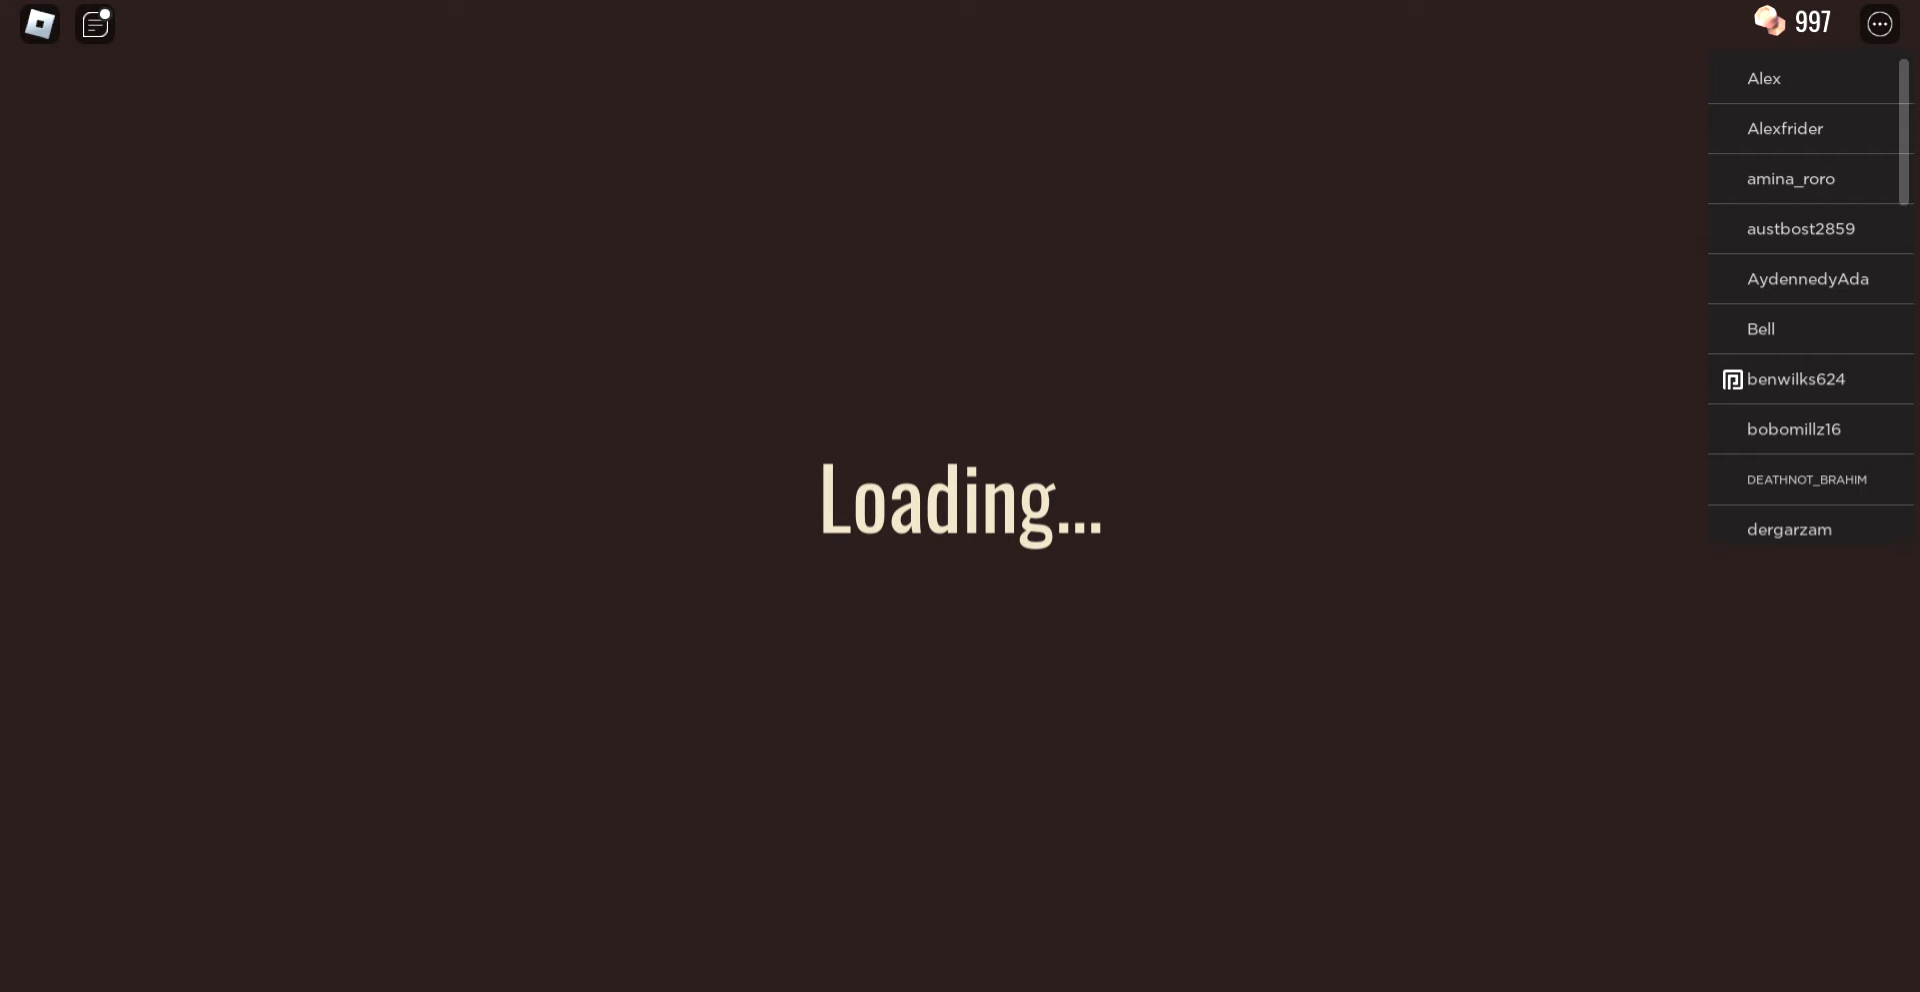 997
Alex
Alexfrider
amina_roro
austbost2859
AydennedyAda
Bell
benwilks624
bobomillz16
DEATHNOT_BRAHIM
dergarzam
Loading...